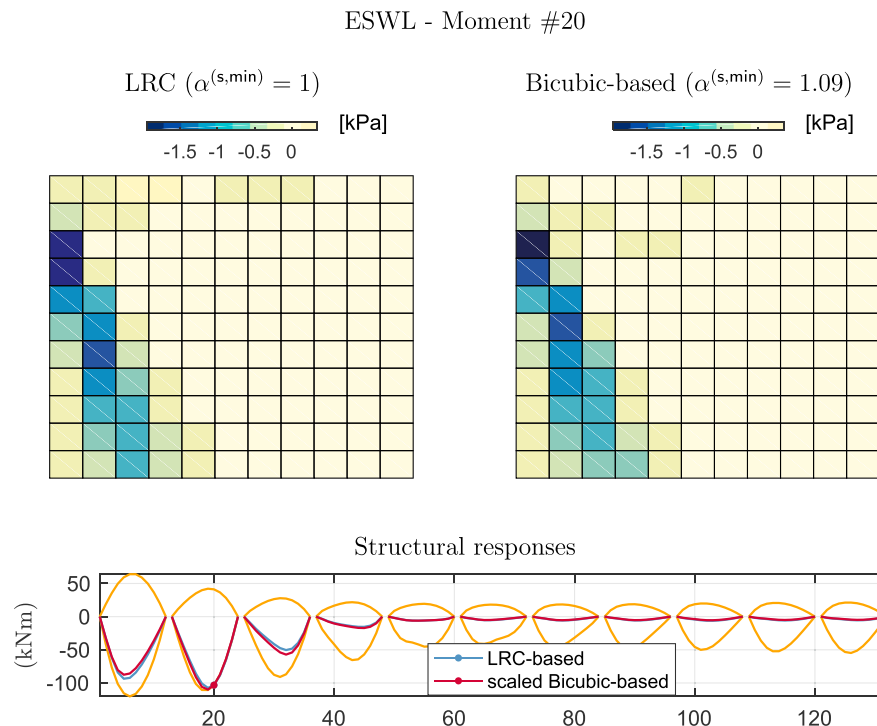 ESWL - Moment #20
LRC (α^(s,min) = 1)
Bicubic-based (α^(s,min) = 1.09)
[kPa]
-1.5 -1 -0.5 0
[kPa]
-1.5 -1 -0.5 0
Structural responses
(kNm)
50
0
-50
-100
LRC-based
scaled Bicubic-based
20 40 60 80 100 120